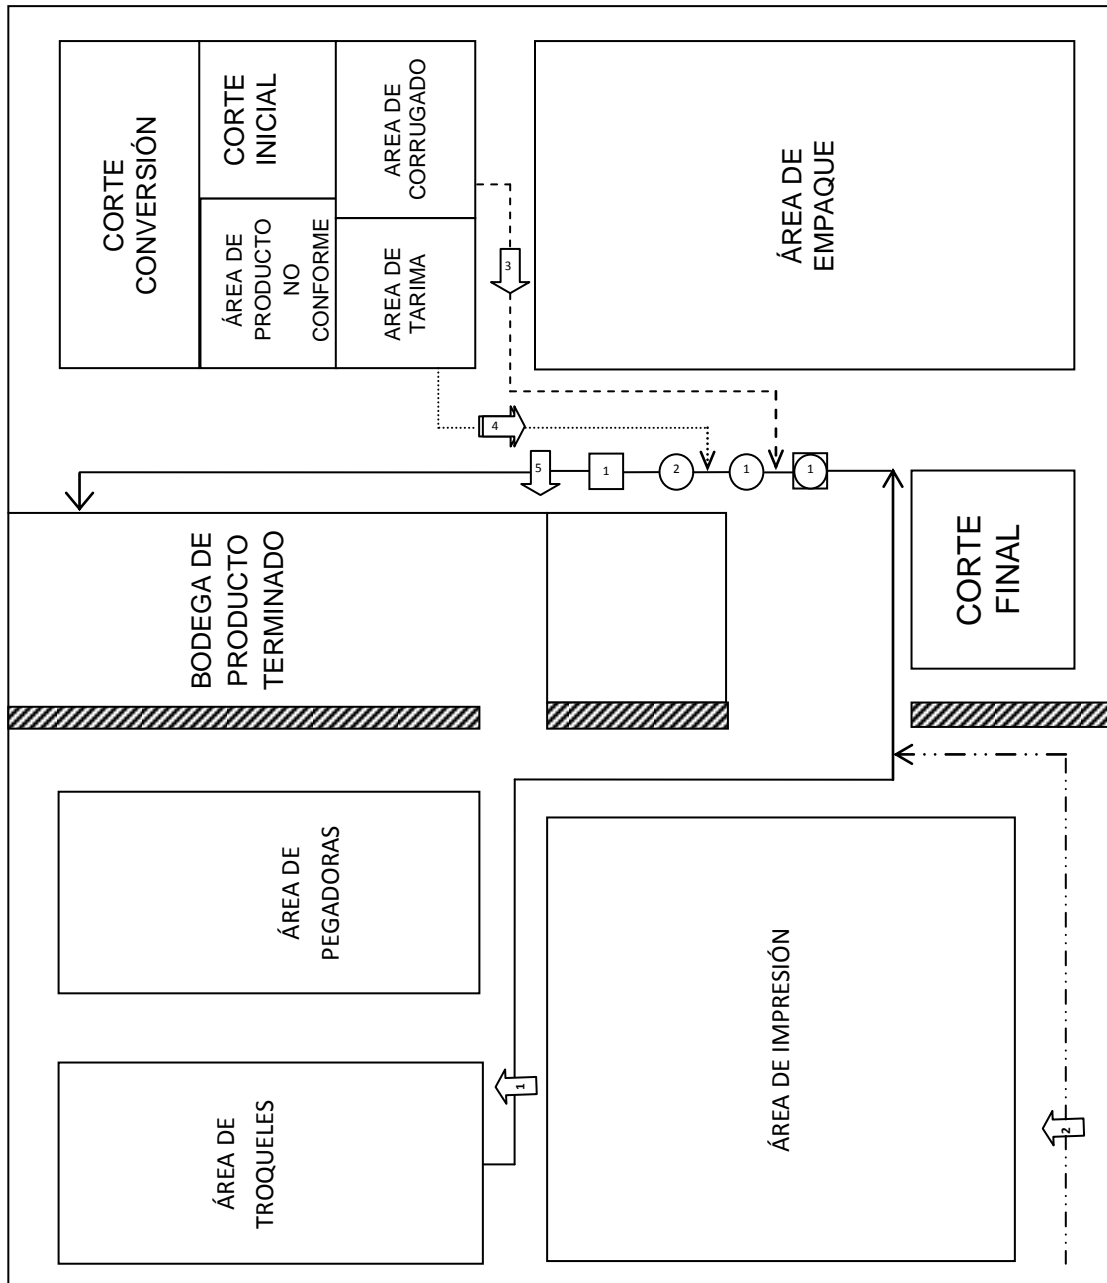 CORTE
CONVERSIÓN
CORTE
INICIAL
AREA DE
CORRUGADO
ÁREA DE
PRODUCTO
NO
CONFORME
AREA DE
TARIMA
ÁREA DE
EMPAQUE
3
4
5
1
2
1
1
BODEGA DE
PRODUCTO
TERMINADO
CORTE
FINAL
ÁREA DE
PEGADORAS
ÁREA DE IMPRESIÓN
ÁREA DE
TROQUELES
1
2